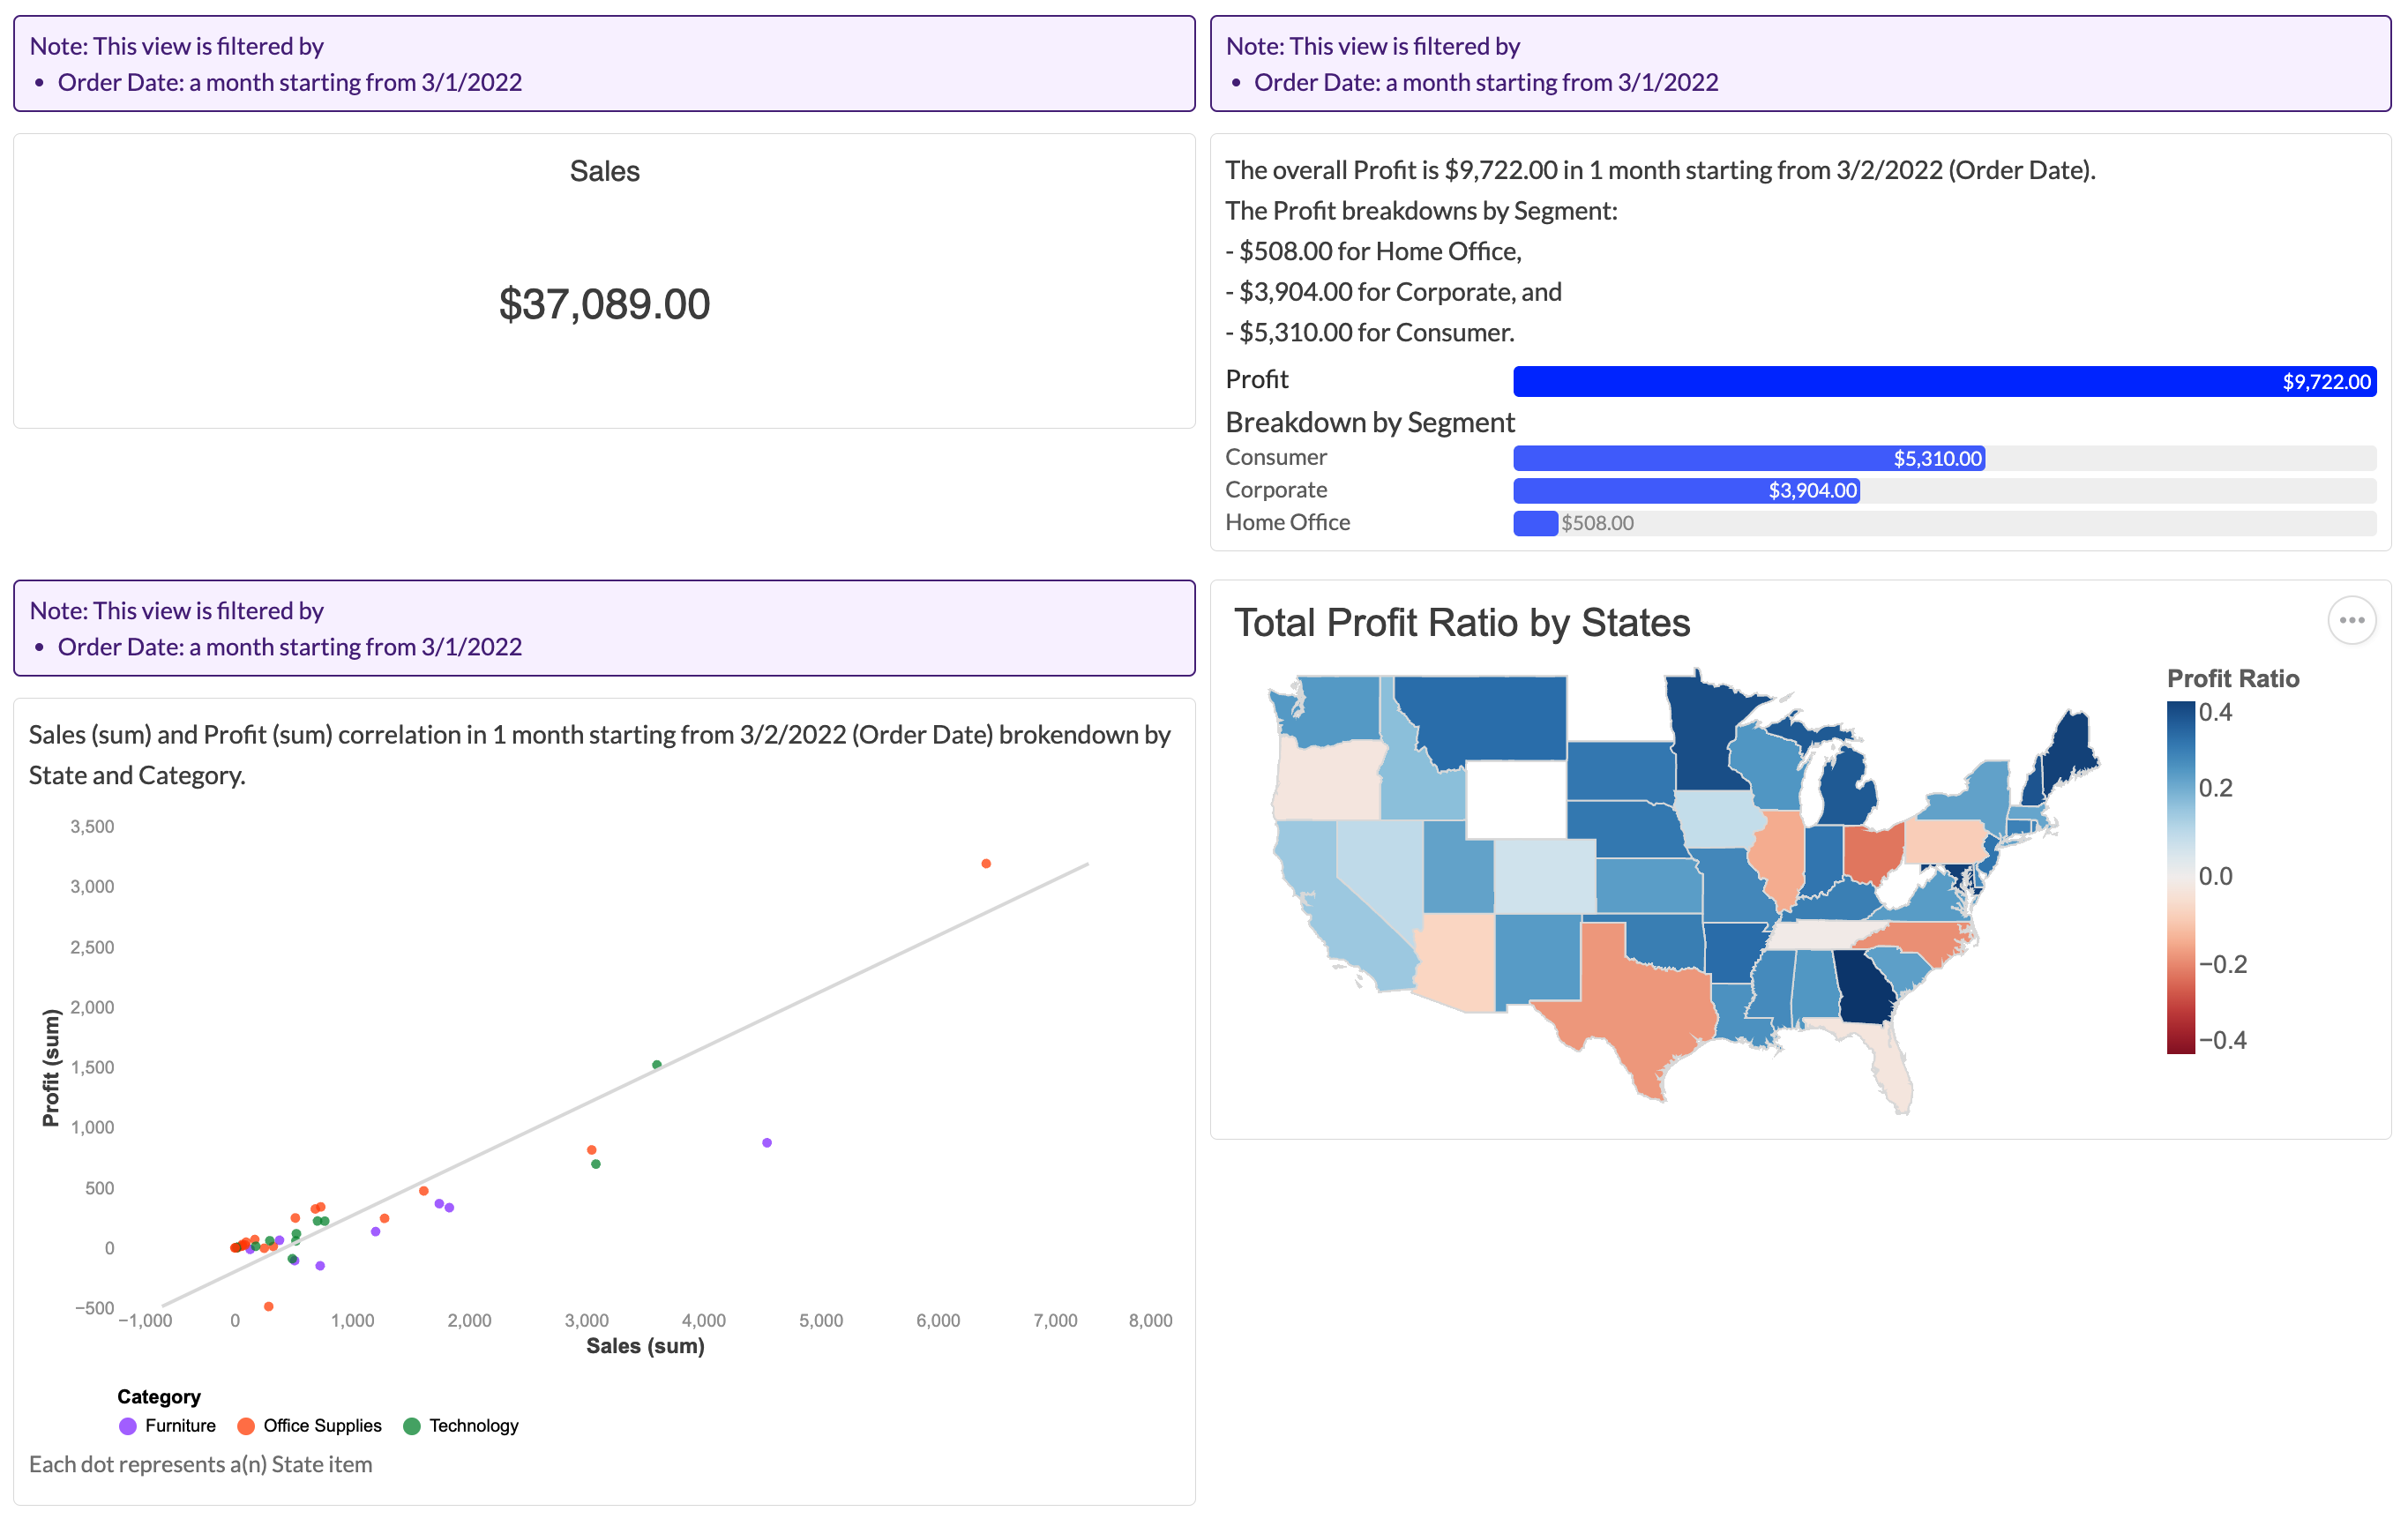 Note: This view is filtered by
• Order Date: a month starting from 3/1/2022
Sales
$37,089.00
Note: This view is filtered by
• Order Date: a month starting from 3/1/2022
The overall Profit is $9,722.00 in 1 month starting from 3/2/2022 (Order Date).
The Profit breakdowns by Segment:
- $508.00 for Home Office,
- $3,904.00 for Corporate, and
- $5,310.00 for Consumer.
Profit $9,722.00
Breakdown by Segment
Consumer $5,310.00
Corporate $3,904.00
Home Office $508.00
Note: This view is filtered by
• Order Date: a month starting from 3/1/2022
Sales (sum) and Profit (sum) correlation in 1 month starting from 3/2/2022 (Order Date) brokendown by
State and Category.
3,500
3,000
2,500
2,000
1,500
1,000
500
0
−500
Profit (sum)
−1,000 0 1,000 2,000 3,000 4,000 5,000 6,000 7,000 8,000
Sales (sum)
Category
Furniture Office Supplies Technology
Each dot represents a(n) State item
Total Profit Ratio by States
Profit Ratio
0.4
0.2
0.0
−0.2
−0.4